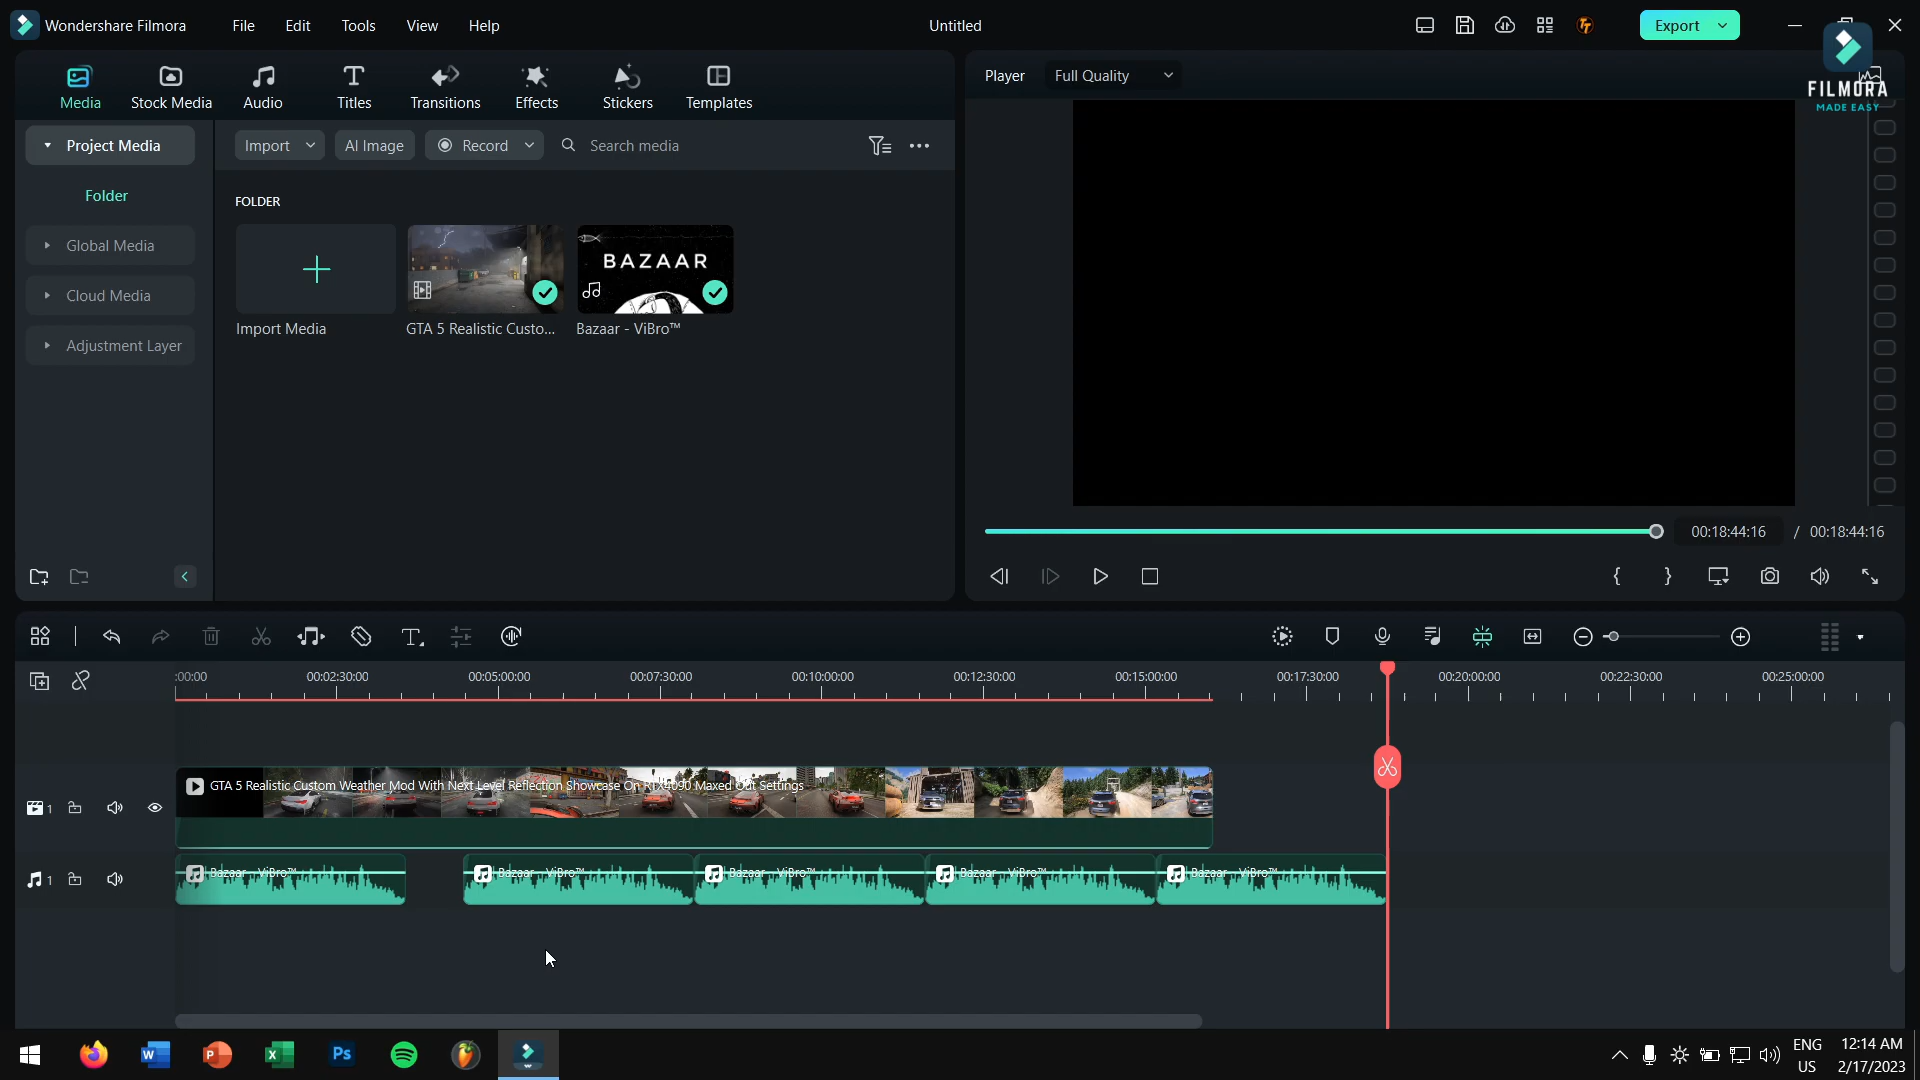 Wondershare Filmora
File
Edit
Tools
View
Help
Untitled
Export
FILMORA
MADE EASY
Media
Stock Media
Audio
Titles
Transitions
Effects
Stickers
Templates
Player
Full Quality
Project Media
Import
AI Image
Record
Search media
Folder
FOLDER
Global Media
Cloud Media
Adjustment Layer
BAZAAR
Import Media
GTA 5 Realistic Custo...
Bazaar - ViBro™
00:18:44:16 / 00:18:44:16
:00:00
00:02:30:00
00:05:00:00
00:07:30:00
00:10:00:00
00:12:30:00
00:15:00:00
00:17:30:00
00:20:00:00
00:22:30:00
00:25:00:00
GTA 5 Realistic Custom Weather Mod With Next Level Reflection Showcase On RTX4090 Maxed Out Settings
1
1
Bazaar - ViBro™
Bazaar - ViBro™
Bazaar - ViBro™
Bazaar - ViBro™
Bazaar - ViBro™
ENG
US
12:14 AM
2/17/2023